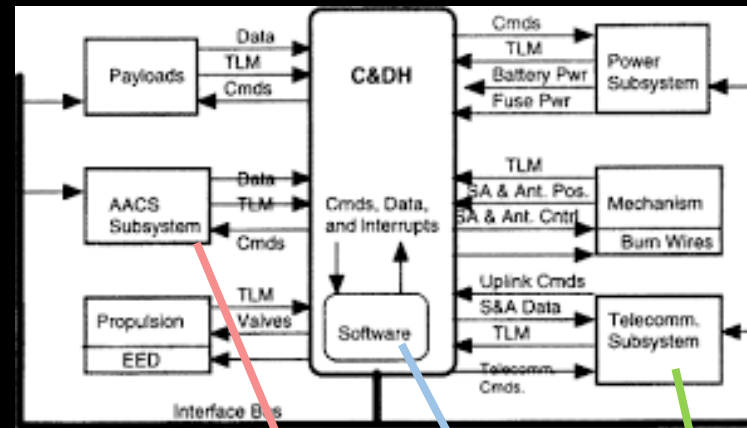 Data
TLM
Cmds
Payloads
C&DH
Cmds
TLM
Battery Pwr
Fuse Pwr
Power
Subsystem
Data
TLM
Cmds
AACS
Subsystem
Cmds, Data,
and Interrupts
TLM
SA & Ant. Pos.
SA & Ant. Cntrl
Mechanism
Burn Wires
TLM
Valves
Propulsion
EED
Software
Uplink Cmds
S&A Data
TLM
Telecomm.
Cmds.
Telecomm.
Subsystem
Interface Bus